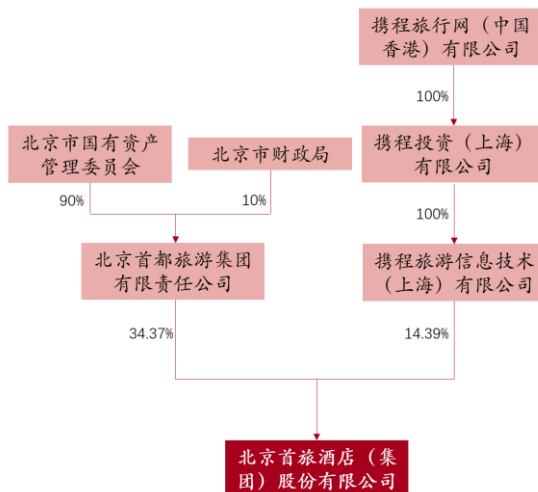 携程旅行网（中国
香港）有限公司
100%
北京市国有资产
管理委员会
北京市财政局
携程投资（上海）
有限公司
90%
10%
100%
北京首都旅游集团
有限责任公司
携程旅游信息技术
（上海）有限公司
34.37%
14.39%
北京首旅酒店（集
团）股份有限公司